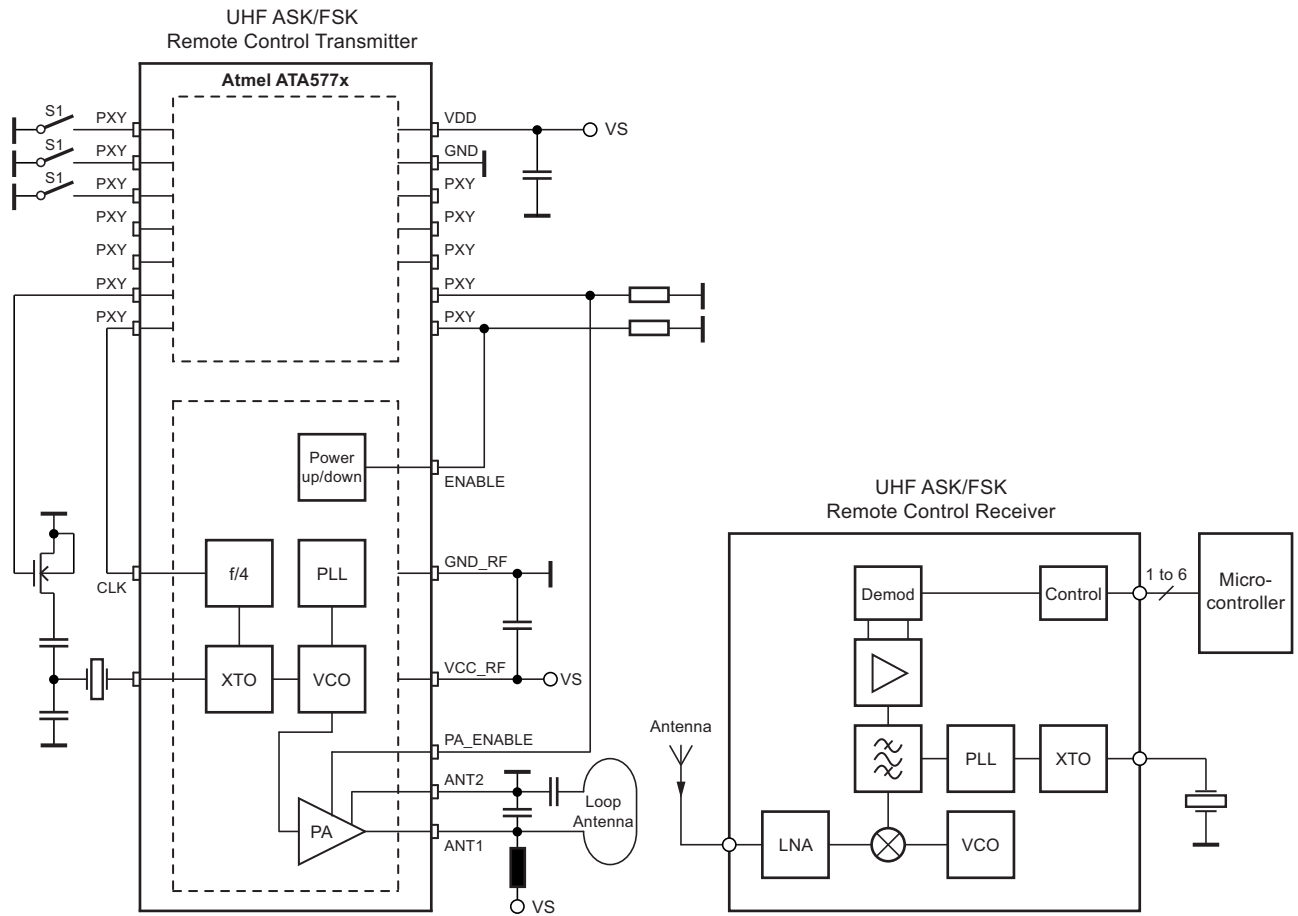 UHF ASK/FSK
Remote Control Transmitter
Atmel ATA577x
S1
PXY
S1
PXY
S1
PXY
PXY
PXY
PXY
PXY
VDD
VS
GND
PXY
PXY
PXY
PXY
PXY
Power
up/down
ENABLE
CLK
f/4
PLL
GND_RF
XTO
VCO
VCC_RF
VS
PA_ENABLE
ANT2
Loop
Antenna
PA
ANT1
VS
UHF ASK/FSK
Remote Control Receiver
Demod
Control
1 to 6
Micro-
controller
Antenna
PLL
XTO
LNA
VCO